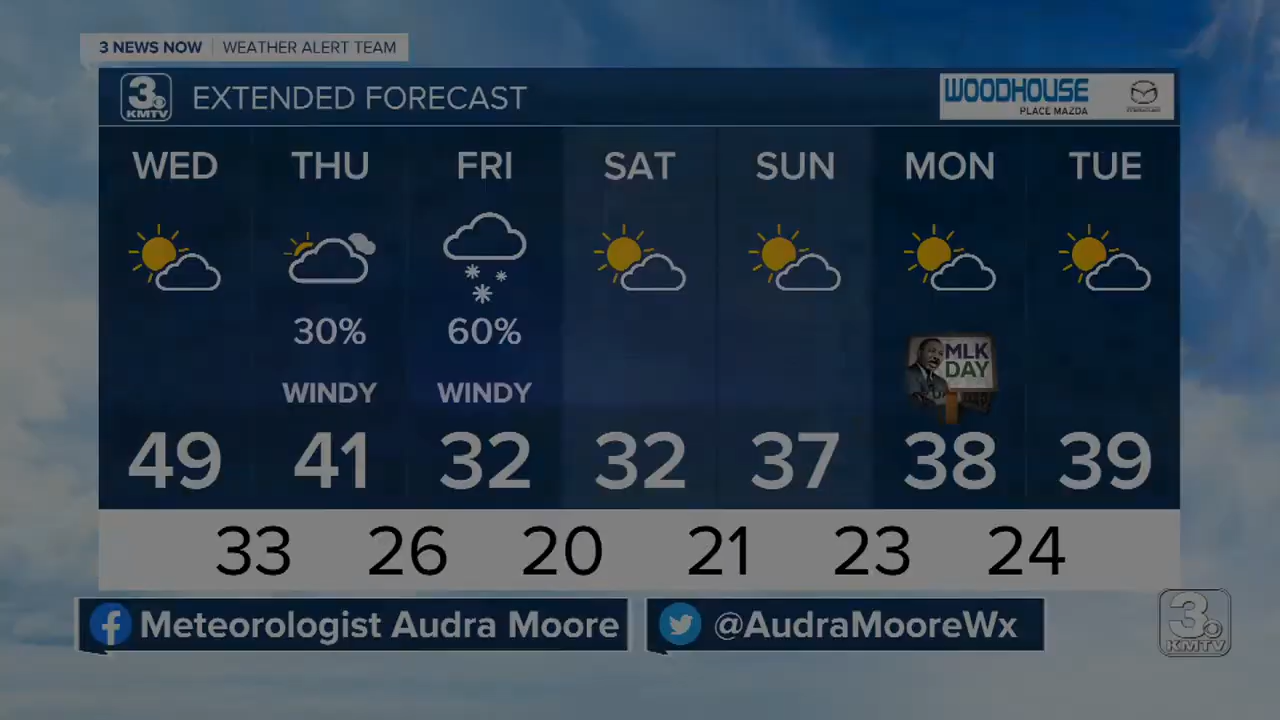 3 NEWS NOW WEATHER ALERT TEAM
3 KMTV EXTENDED FORECAST
WOODHOUSE
PLACE MAZDA
WED THU FRI SAT SUN MON TUE
30% 60%
MLK
DAY
WINDY WINDY
49 41 32 32 37 38 39
33 26 20 21 23 24
Meteorologist Audra Moore @AudraMooreWx
3 KMTV